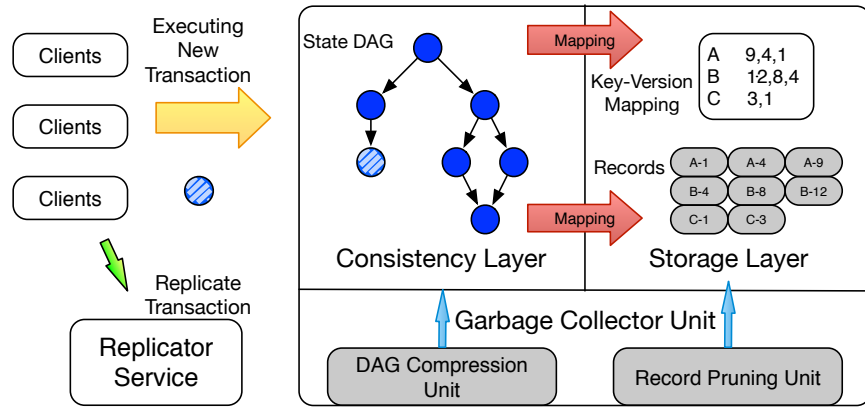 Clients
Clients
Clients
Executing
New
Transaction
Replicate
Transaction
Replicator
Service
State DAG
Consistency Layer
Mapping
Mapping
Key-Version
Mapping
A 9,4,1
B 12,8,4
C 3,1
Records
A-1 A-4 A-9
B-4 B-8 B-12
C-1 C-3
Storage Layer
Garbage Collector Unit
DAG Compression
Unit
Record Pruning Unit